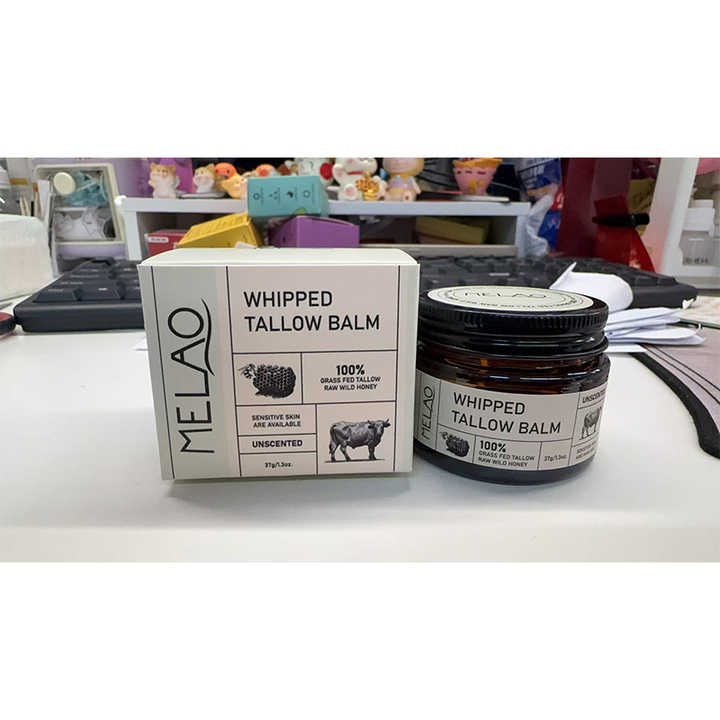 MELAO
WHIPPED
TALLOW BALM
100%
GRASS FED TALLOW
RAW WILD HONEY
SENSITIVE SKIN
ARE AVAILABLE
UNSCENTED
37g/1.3oz.
MELAO
MELAO
WHIPPED
TALLOW BALM
100%
GRASS FED TALLOW
RAW WILD HONEY
37g/1.3oz.
UNSCENTED